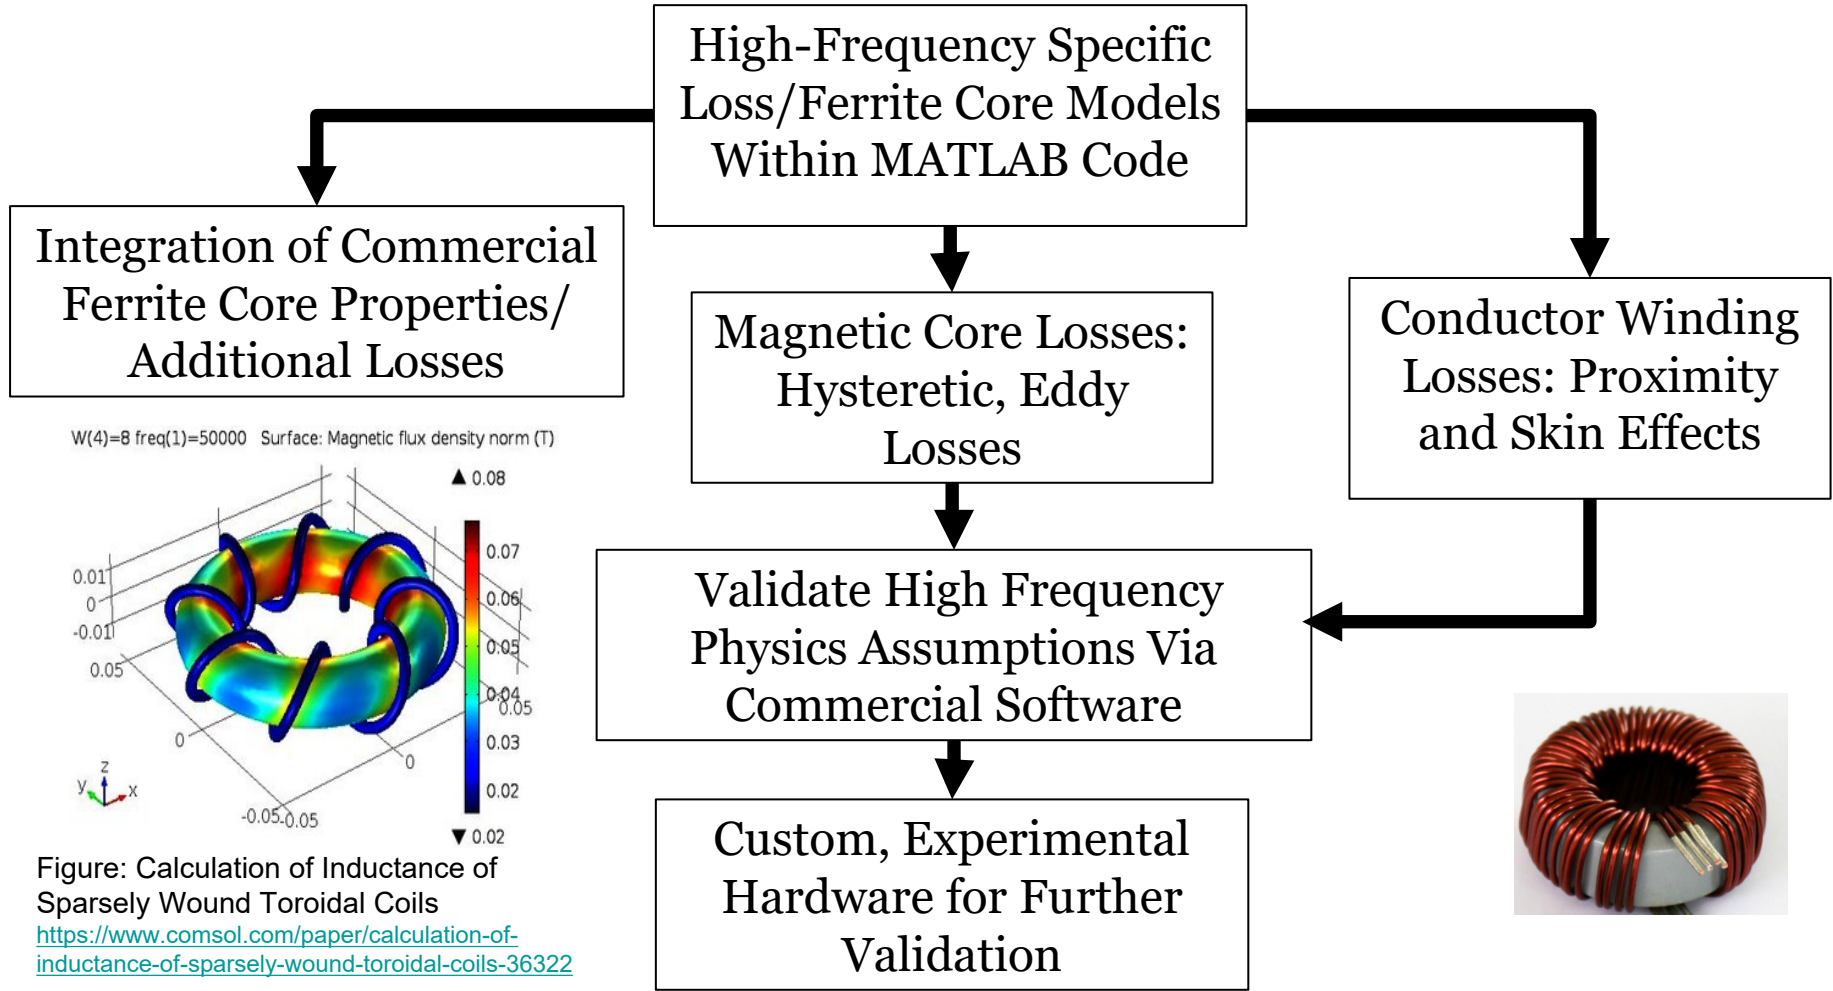 High-Frequency Specific
Loss/Ferrite Core Models
Within MATLAB Code
Integration of Commercial
Ferrite Core Properties/
Additional Losses
Magnetic Core Losses:
Hysteretic, Eddy
Losses
Conductor Winding
Losses: Proximity
and Skin Effects
W(4)=8 freq(1)=50000   Surface: Magnetic flux density norm (T)
▲ 0.08
0.07
0.06
0.05
0.04
0.03
0.02
▼ 0.02
0.01
0
-0.01
0.05
0
-0.05
-0.05
0
0.05
z
y
x
Validate High Frequency
Physics Assumptions Via
Commercial Software
Custom, Experimental
Hardware for Further
Validation
Figure: Calculation of Inductance of
Sparsely Wound Toroidal Coils
https://www.comsol.com/paper/calculation-of-
inductance-of-sparsely-wound-toroidal-coils-36322